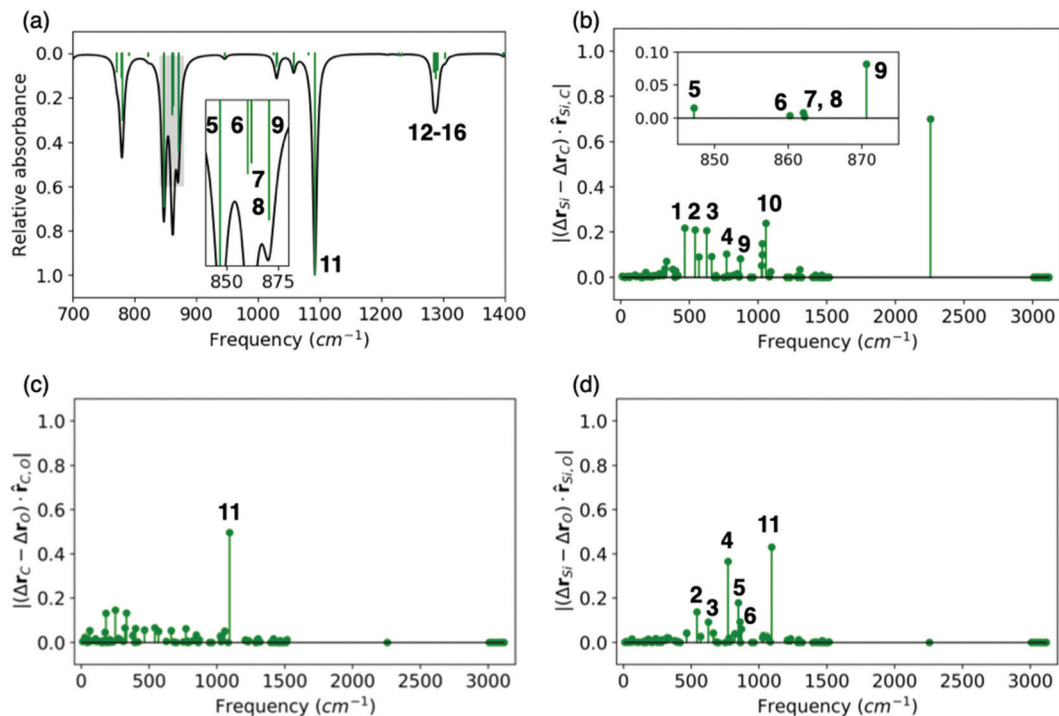 (a)
0.0
0.2
0.4
0.6
0.8
1.0
Relative absorbance
5 6 9
7
8
850 875
11
12-16
700 800 900 1000 1100 1200 1300 1400
Frequency (cm⁻¹)
(b)
1.0
0.8
0.6
0.4
0.2
0.0
|(Δr_Si − Δr_C) · r̂_Si,C|
0.10
0.05
0.00
5
6
7, 8
9
850 860 870
1 2 3
4
9
10
0 500 1000 1500 2000 2500 3000
Frequency (cm⁻¹)
(c)
1.0
0.8
0.6
0.4
0.2
0.0
|(Δr_C − Δr_O) · r̂_C,O|
11
0 500 1000 1500 2000 2500 3000
Frequency (cm⁻¹)
(d)
1.0
0.8
0.6
0.4
0.2
0.0
|(Δr_Si − Δr_O) · r̂_Si,O|
2
3
4
5
6
11
0 500 1000 1500 2000 2500 3000
Frequency (cm⁻¹)